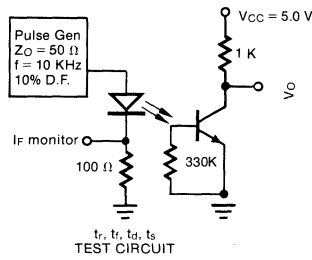 Pulse Gen
ZO = 50 Ω
f = 10 KHz
10% D.F.
VCC = 5.0 V
1 K
VO
IF monitor
100 Ω
330K
tr, tf, td, ts
TEST CIRCUIT